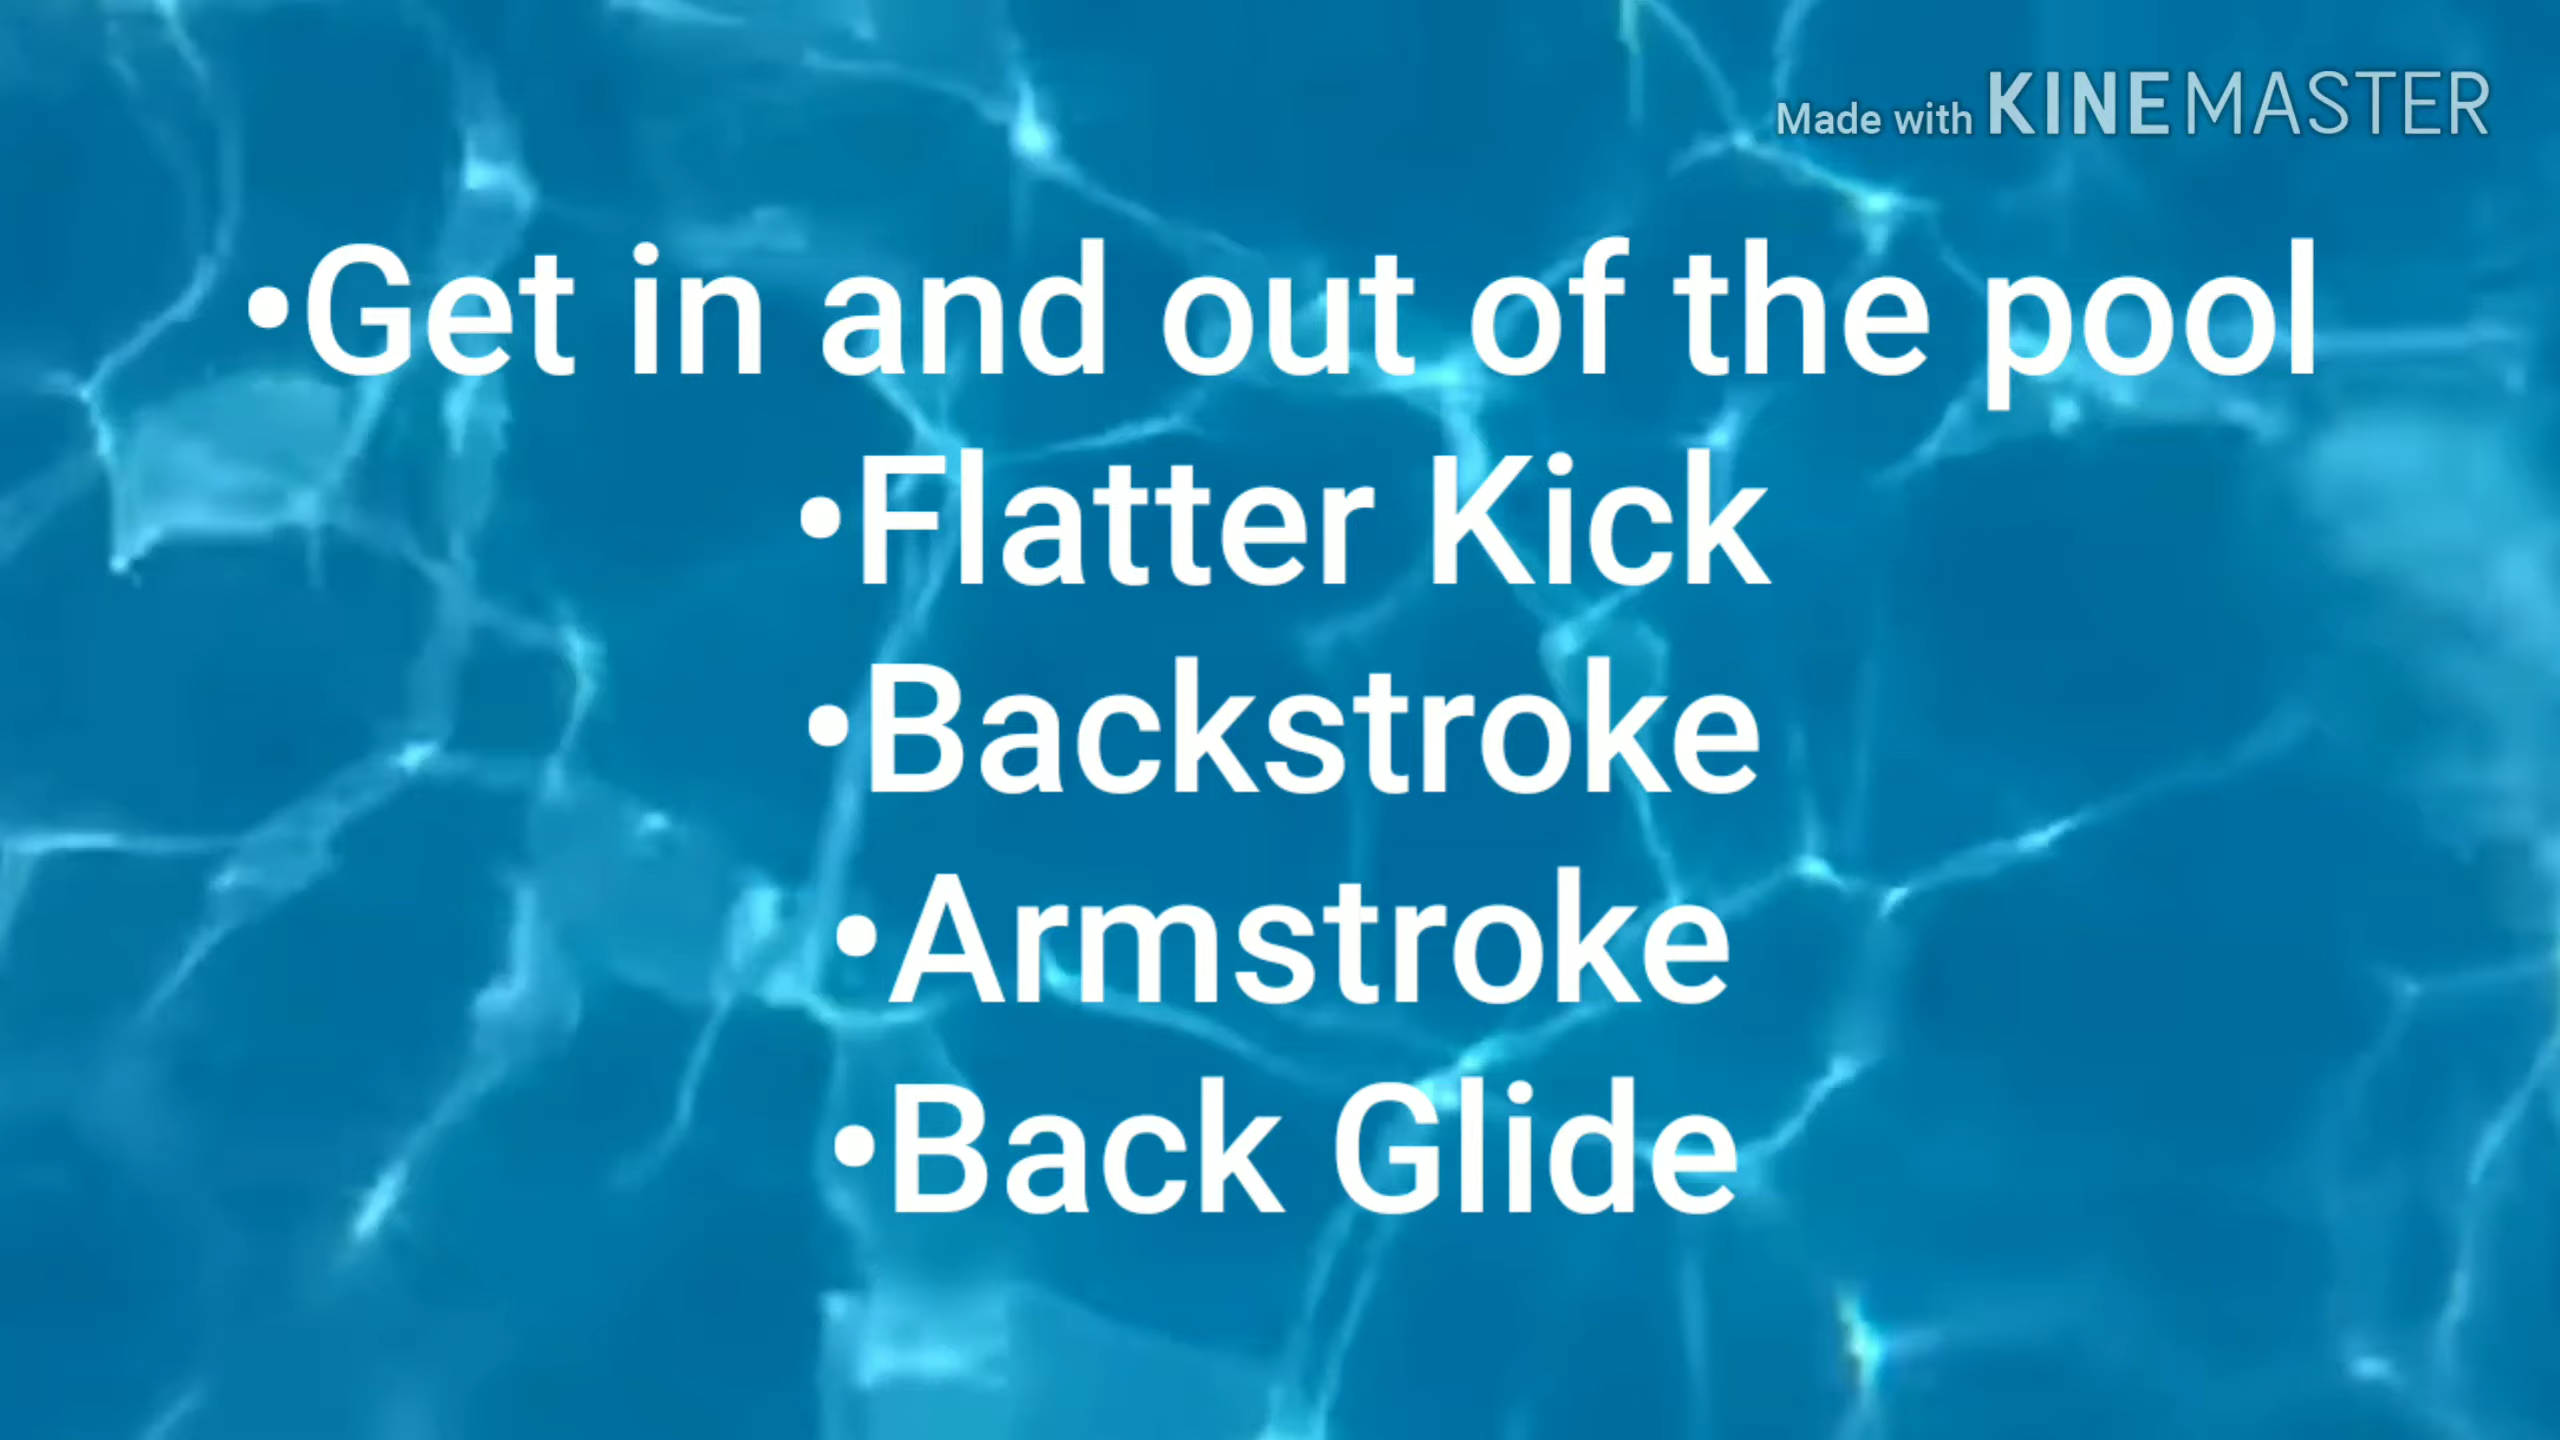 Made with KINEMASTER
•Get in and out of the pool
•Flatter Kick
•Backstroke
•Armstroke
•Back Glide